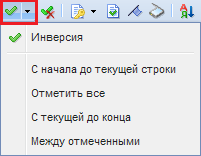 Инверсия
С начала до текущей строки
Отметить все
С текущей до конца
Между отмеченными